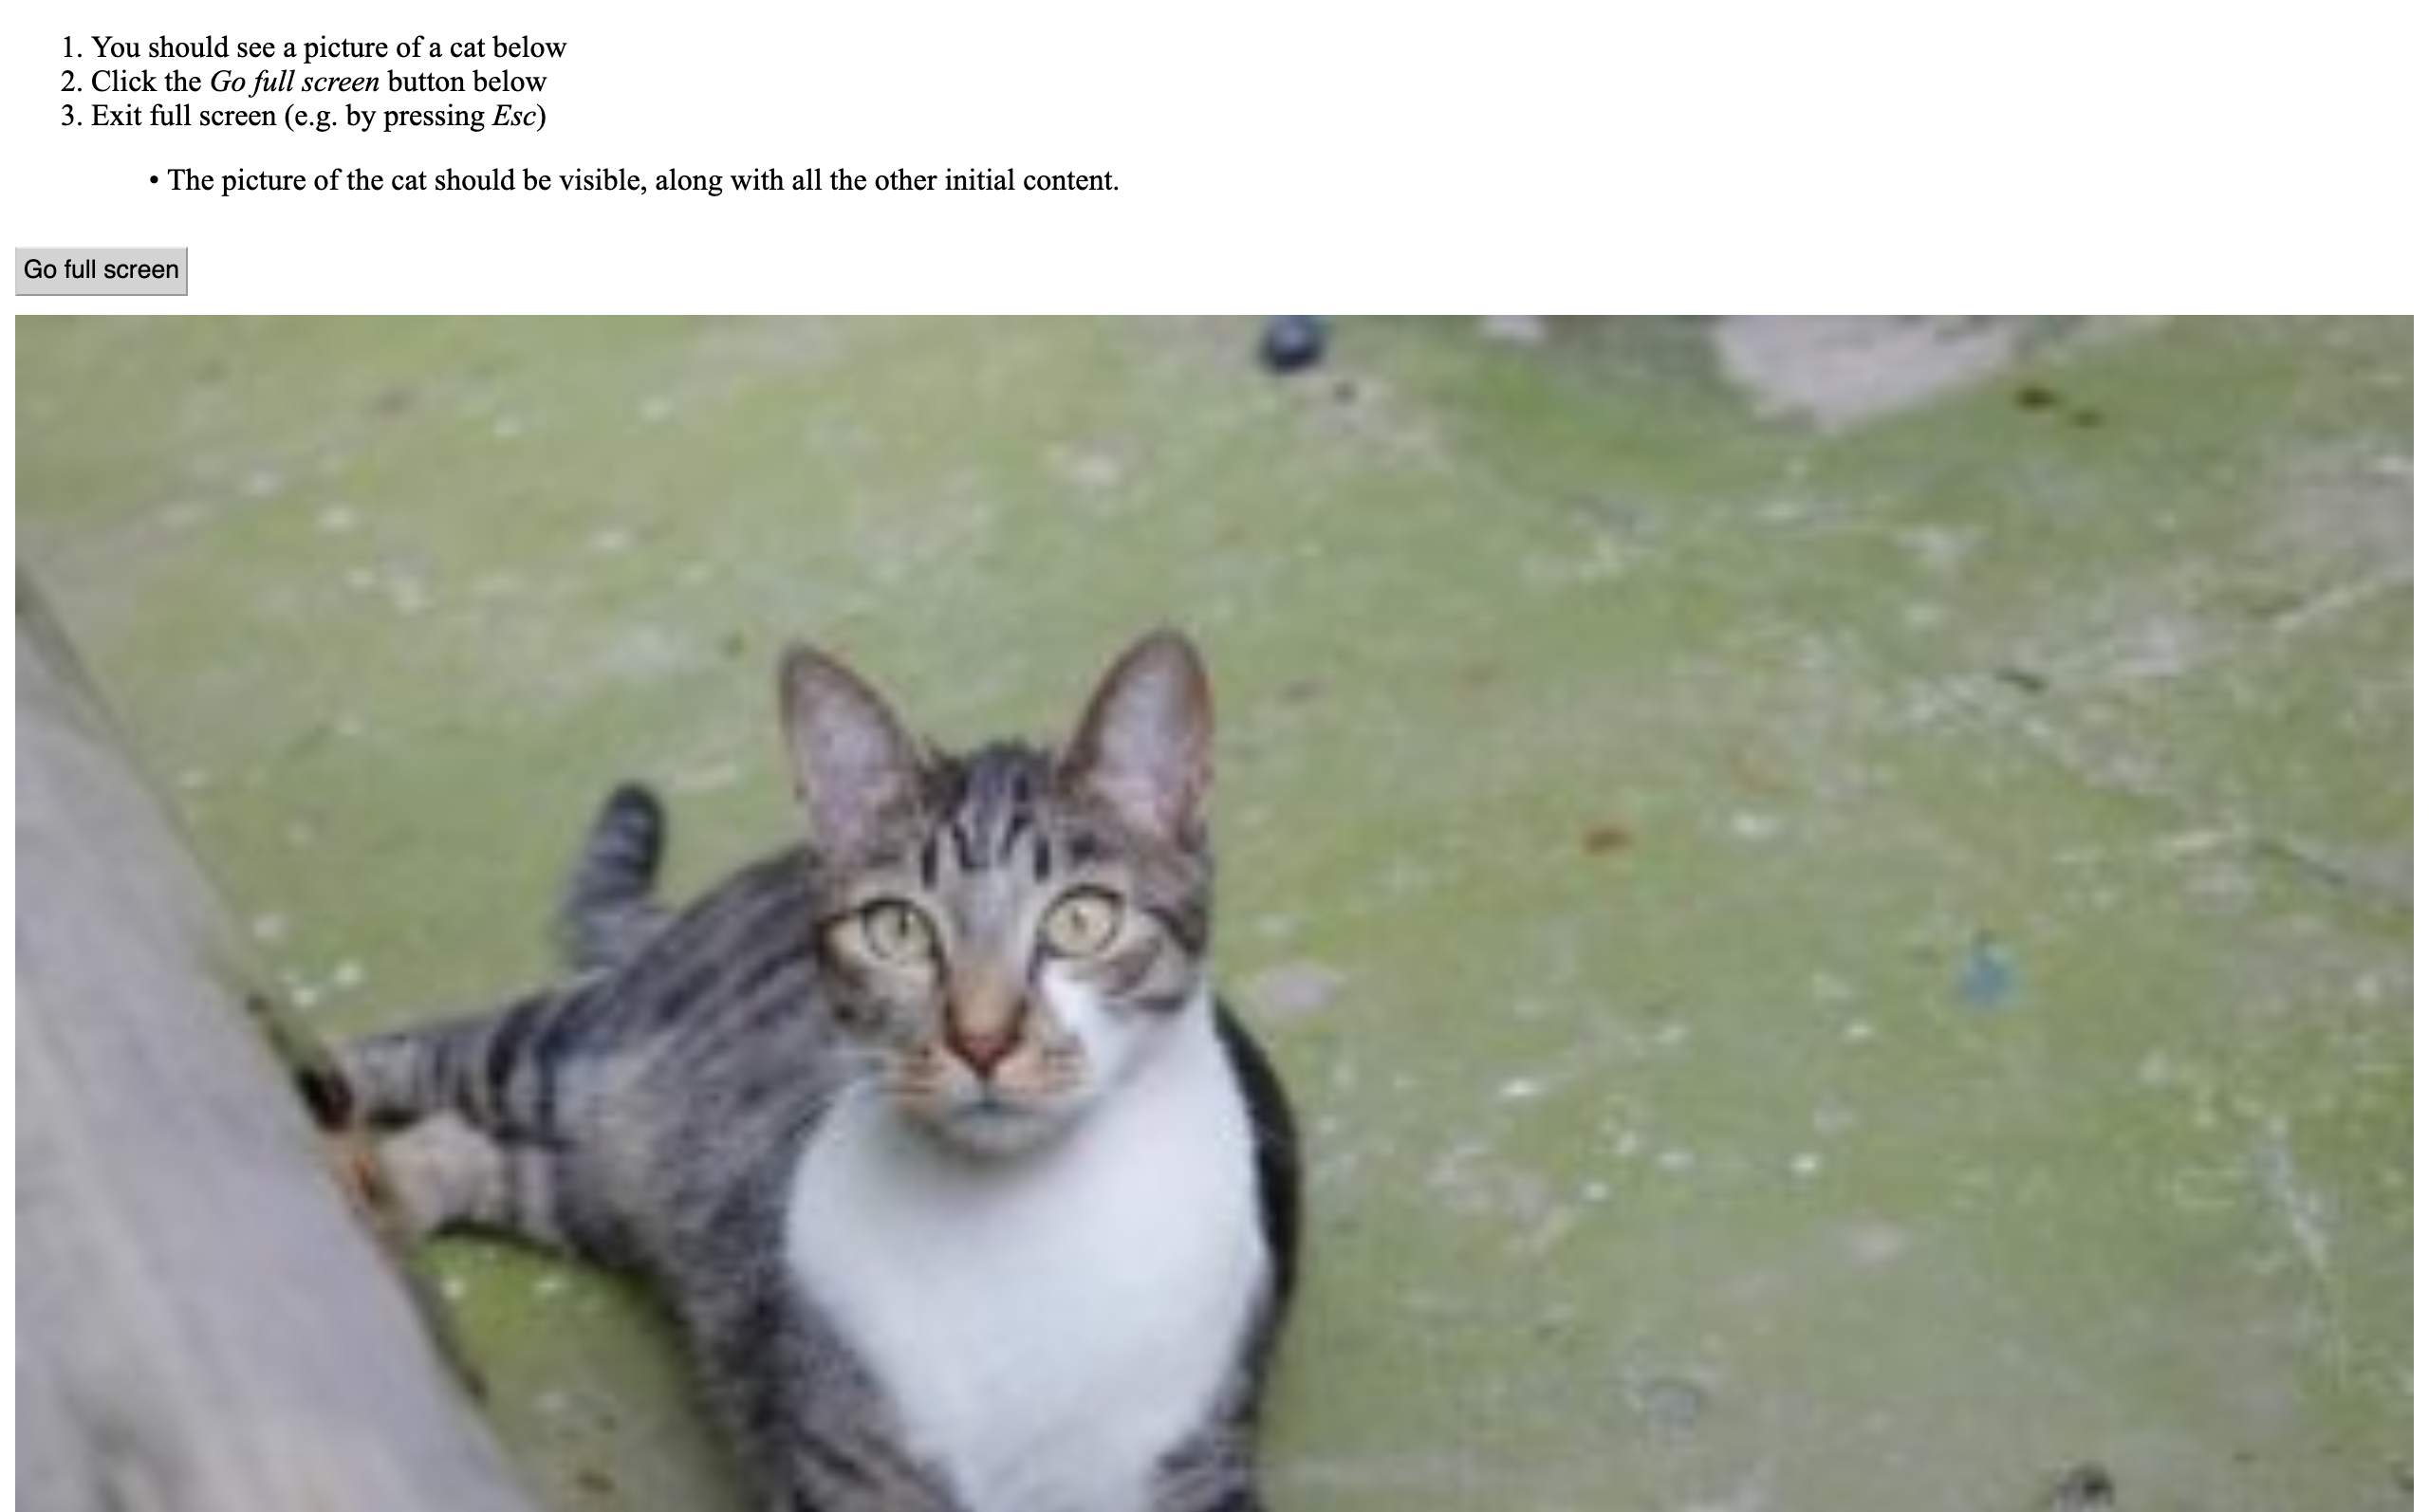 1. You should see a picture of a cat below
2. Click the Go full screen button below
3. Exit full screen (e.g. by pressing Esc)
• The picture of the cat should be visible, along with all the other initial content.
Go full screen